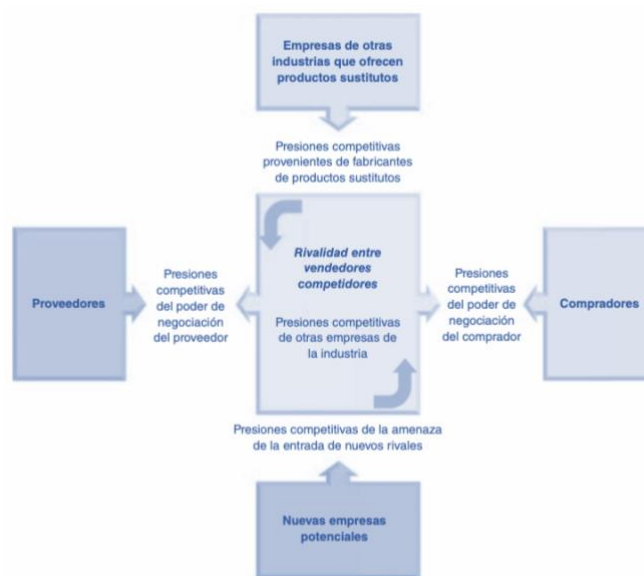 Empresas de otras
industrias que ofrecen
productos sustitutos
Presiones competitivas
provenientes de fabricantes
de productos sustitutos
Proveedores
Presiones
competitivas
del poder de
negociación
del proveedor
Rivalidad entre
vendedores
competidores
Presiones competitivas
de otras empresas de
la industria
Presiones
competitivas
del poder de
negociación
del comprador
Compradores
Presiones competitivas de la amenaza
de la entrada de nuevos rivales
Nuevas empresas
potenciales